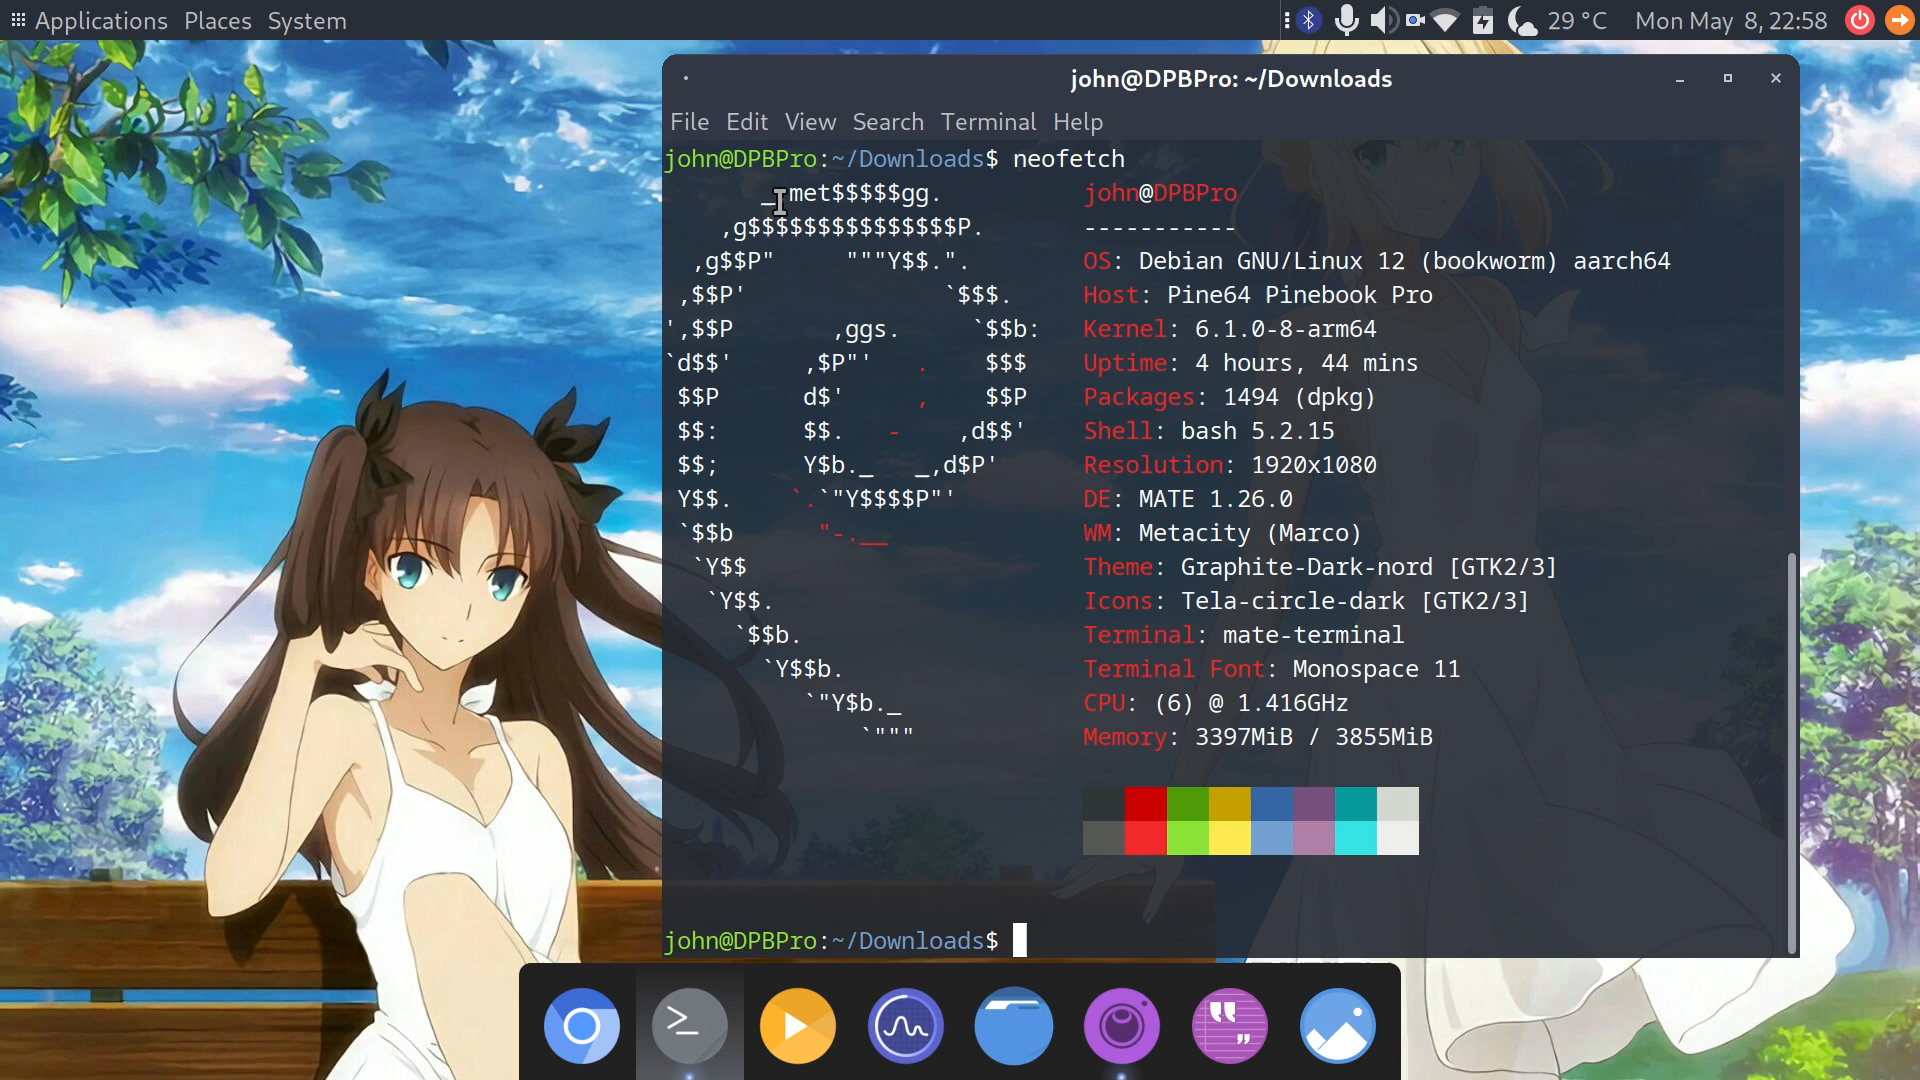 Applications Places System 29 °C Mon May 8, 22:58
john@DPBPro: ~/Downloads
File Edit View Search Terminal Help
john@DPBPro:~/Downloads$ neofetch
_,met$$$$$gg. john@DPBPro
,g$$$$$$$$$$$$$$$P. -----------
,g$$P" """Y$$.". OS: Debian GNU/Linux 12 (bookworm) aarch64
,$$P' `$$$. Host: Pine64 Pinebook Pro
',$$P ,ggs. `$$b: Kernel: 6.1.0-8-arm64
`d$$' ,$P"' . $$$ Uptime: 4 hours, 44 mins
$$P d$' , $$P Packages: 1494 (dpkg)
$$: $$. - ,d$$' Shell: bash 5.2.15
$$; Y$b._ _,d$P' Resolution: 1920x1080
Y$$. `.`"Y$$$$P"' DE: MATE 1.26.0
`$$b "-.__ WM: Metacity (Marco)
`Y$$ Theme: Graphite-Dark-nord [GTK2/3]
`Y$$. Icons: Tela-circle-dark [GTK2/3]
`$$b. Terminal: mate-terminal
`Y$$b. Terminal Font: Monospace 11
`"Y$b._ CPU: (6) @ 1.416GHz
`""" Memory: 3397MiB / 3855MiB
john@DPBPro:~/Downloads$